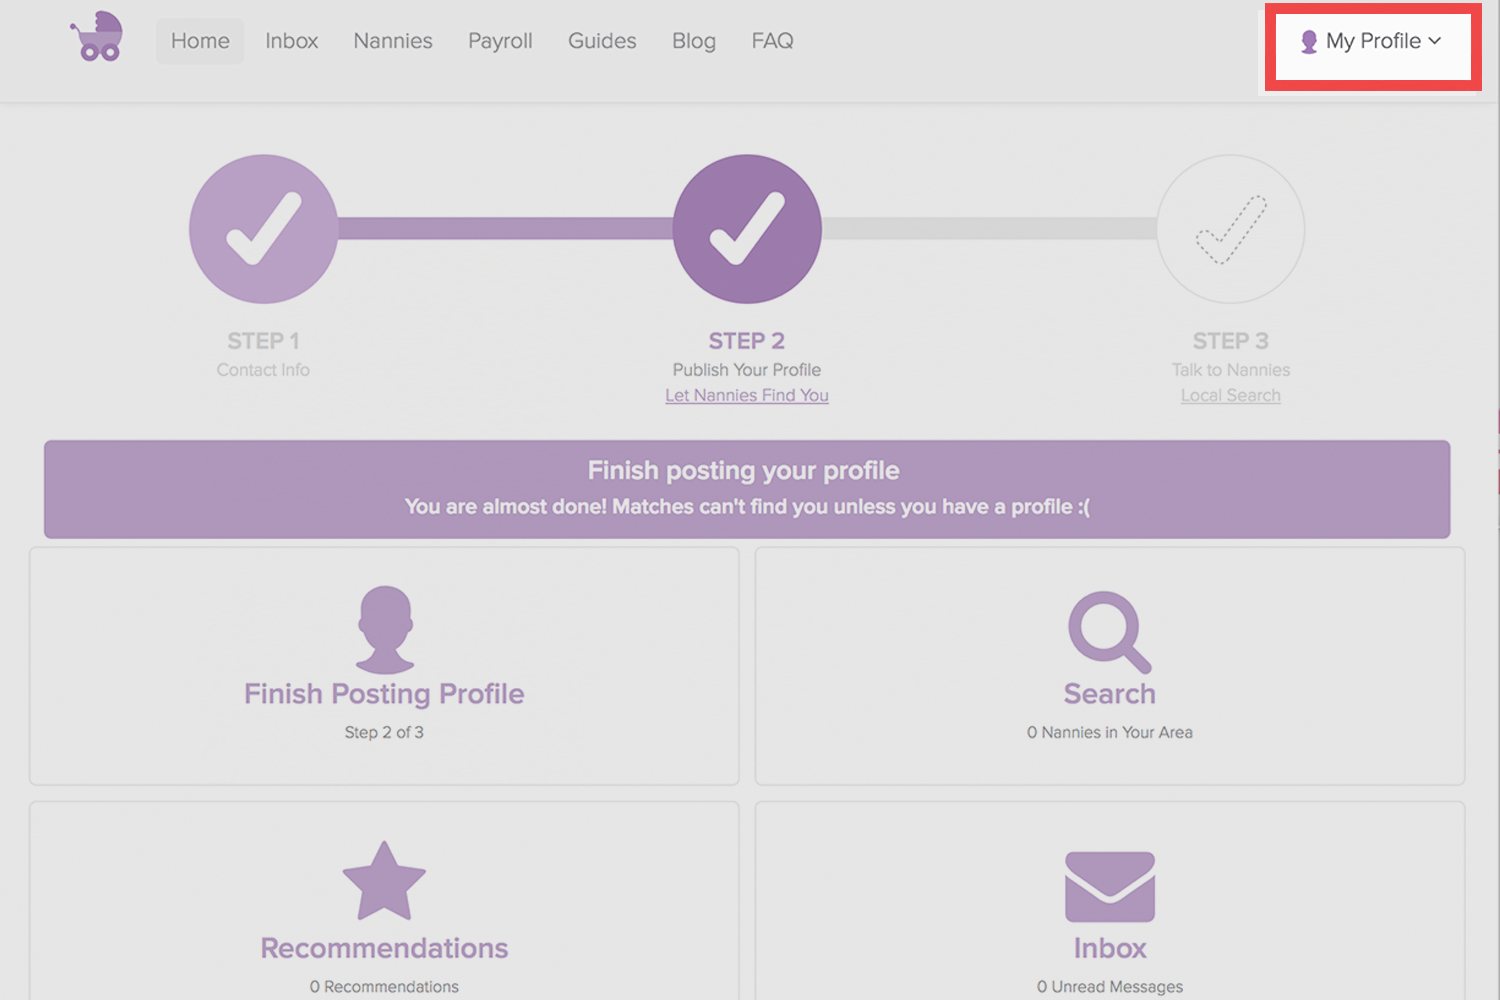 Home Inbox Nannies Payroll Guides Blog FAQ My Profile
STEP 1
Contact Info
STEP 2
Publish Your Profile
Let Nannies Find You
STEP 3
Talk to Nannies
Local Search
Finish posting your profile
You are almost done! Matches can't find you unless you have a profile :(
Finish Posting Profile
Step 2 of 3
Search
0 Nannies in Your Area
Recommendations
0 Recommendations
Inbox
0 Unread Messages